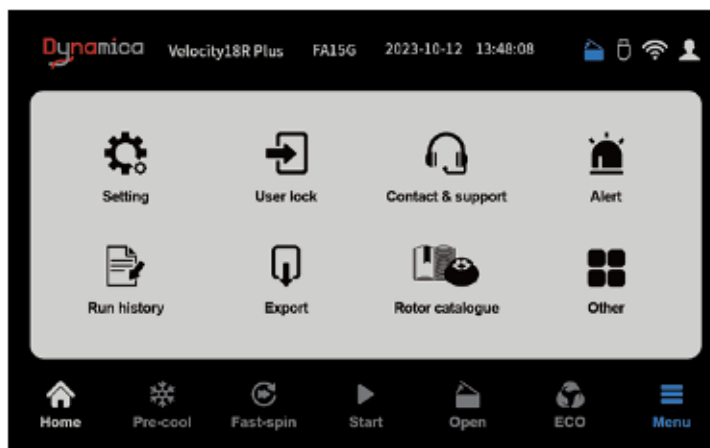 Dynamica Velocity18R Plus FA15G 2023-10-12 13:48:08
Setting User lock Contact & support Alert
Run history Export Rotor catalogue Other
Home Pre-cool Fast-spin Start Open ECO Menu